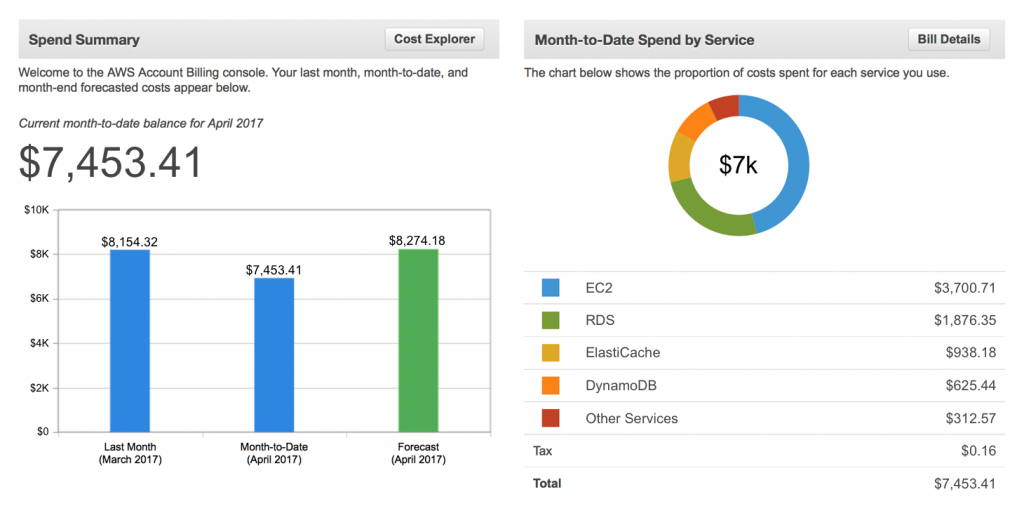 Spend Summary
Cost Explorer
Welcome to the AWS Account Billing console. Your last month, month-to-date, and
month-end forecasted costs appear below.
Current month-to-date balance for April 2017
$7,453.41
$10K
$8K
$6K
$4K
$2K
$0
$8,154.32
$7,453.41
$8,274.18
Last Month
(March 2017)
Month-to-Date
(April 2017)
Forecast
(April 2017)
Month-to-Date Spend by Service
Bill Details
The chart below shows the proportion of costs spent for each service you use.
$7k
EC2 $3,700.71
RDS $1,876.35
ElastiCache $938.18
DynamoDB $625.44
Other Services $312.57
Tax $0.16
Total $7,453.41